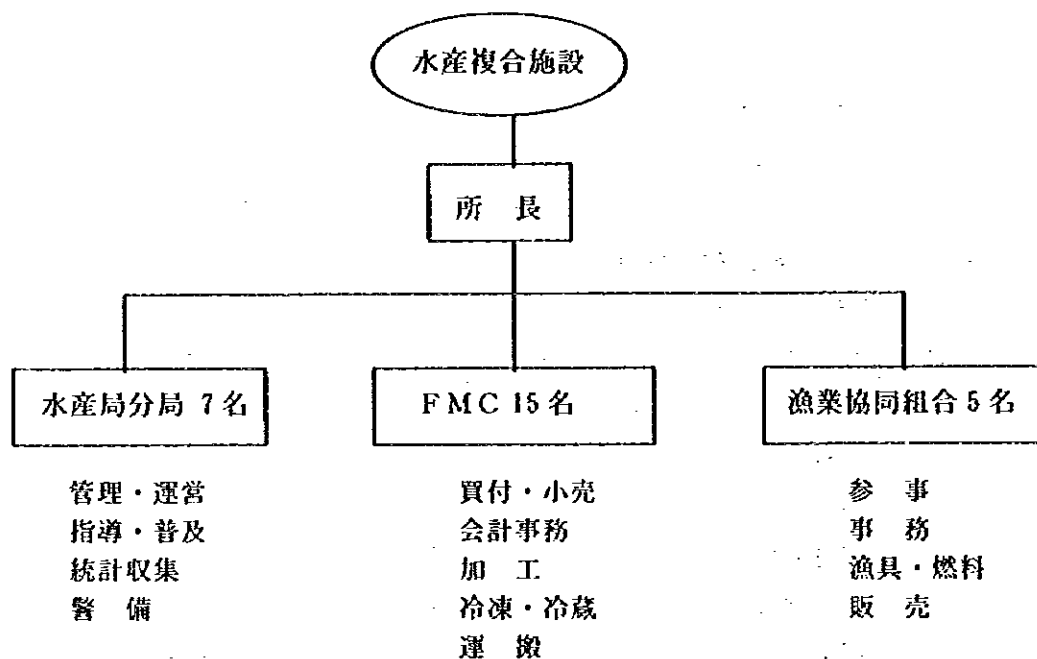 水産複合施設
所 長
水産局分局 7名
FMC 15名
漁業協同組合 5名
管理・運営
指導・普及
統計収集
警 備
買付・小売
会計事務
加 工
冷凍・冷蔵
運 搬
参 事
事 務
漁具・燃料
販 売